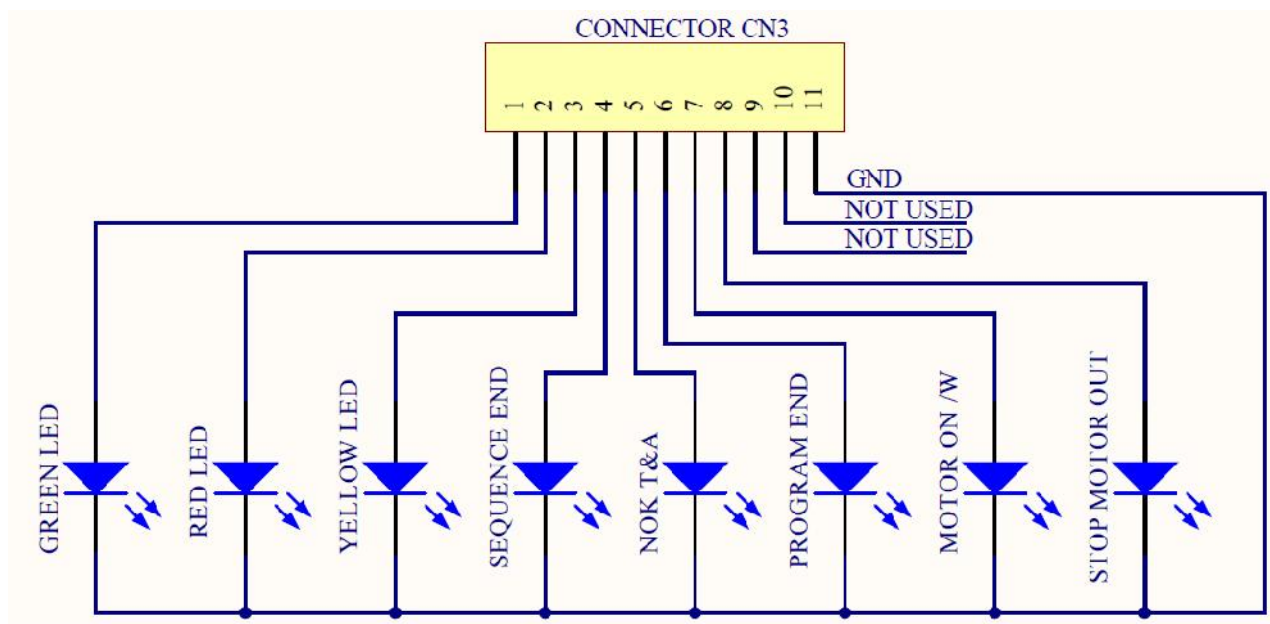 CONNECTOR CN3
1
2
3
4
5
6
7
8
9
10
11
GND
NOT USED
NOT USED
GREEN LED
RED LED
YELLOW LED
SEQUENCE END
NOK T&A
PROGRAM END
MOTOR ON /W
STOP MOTOR OUT